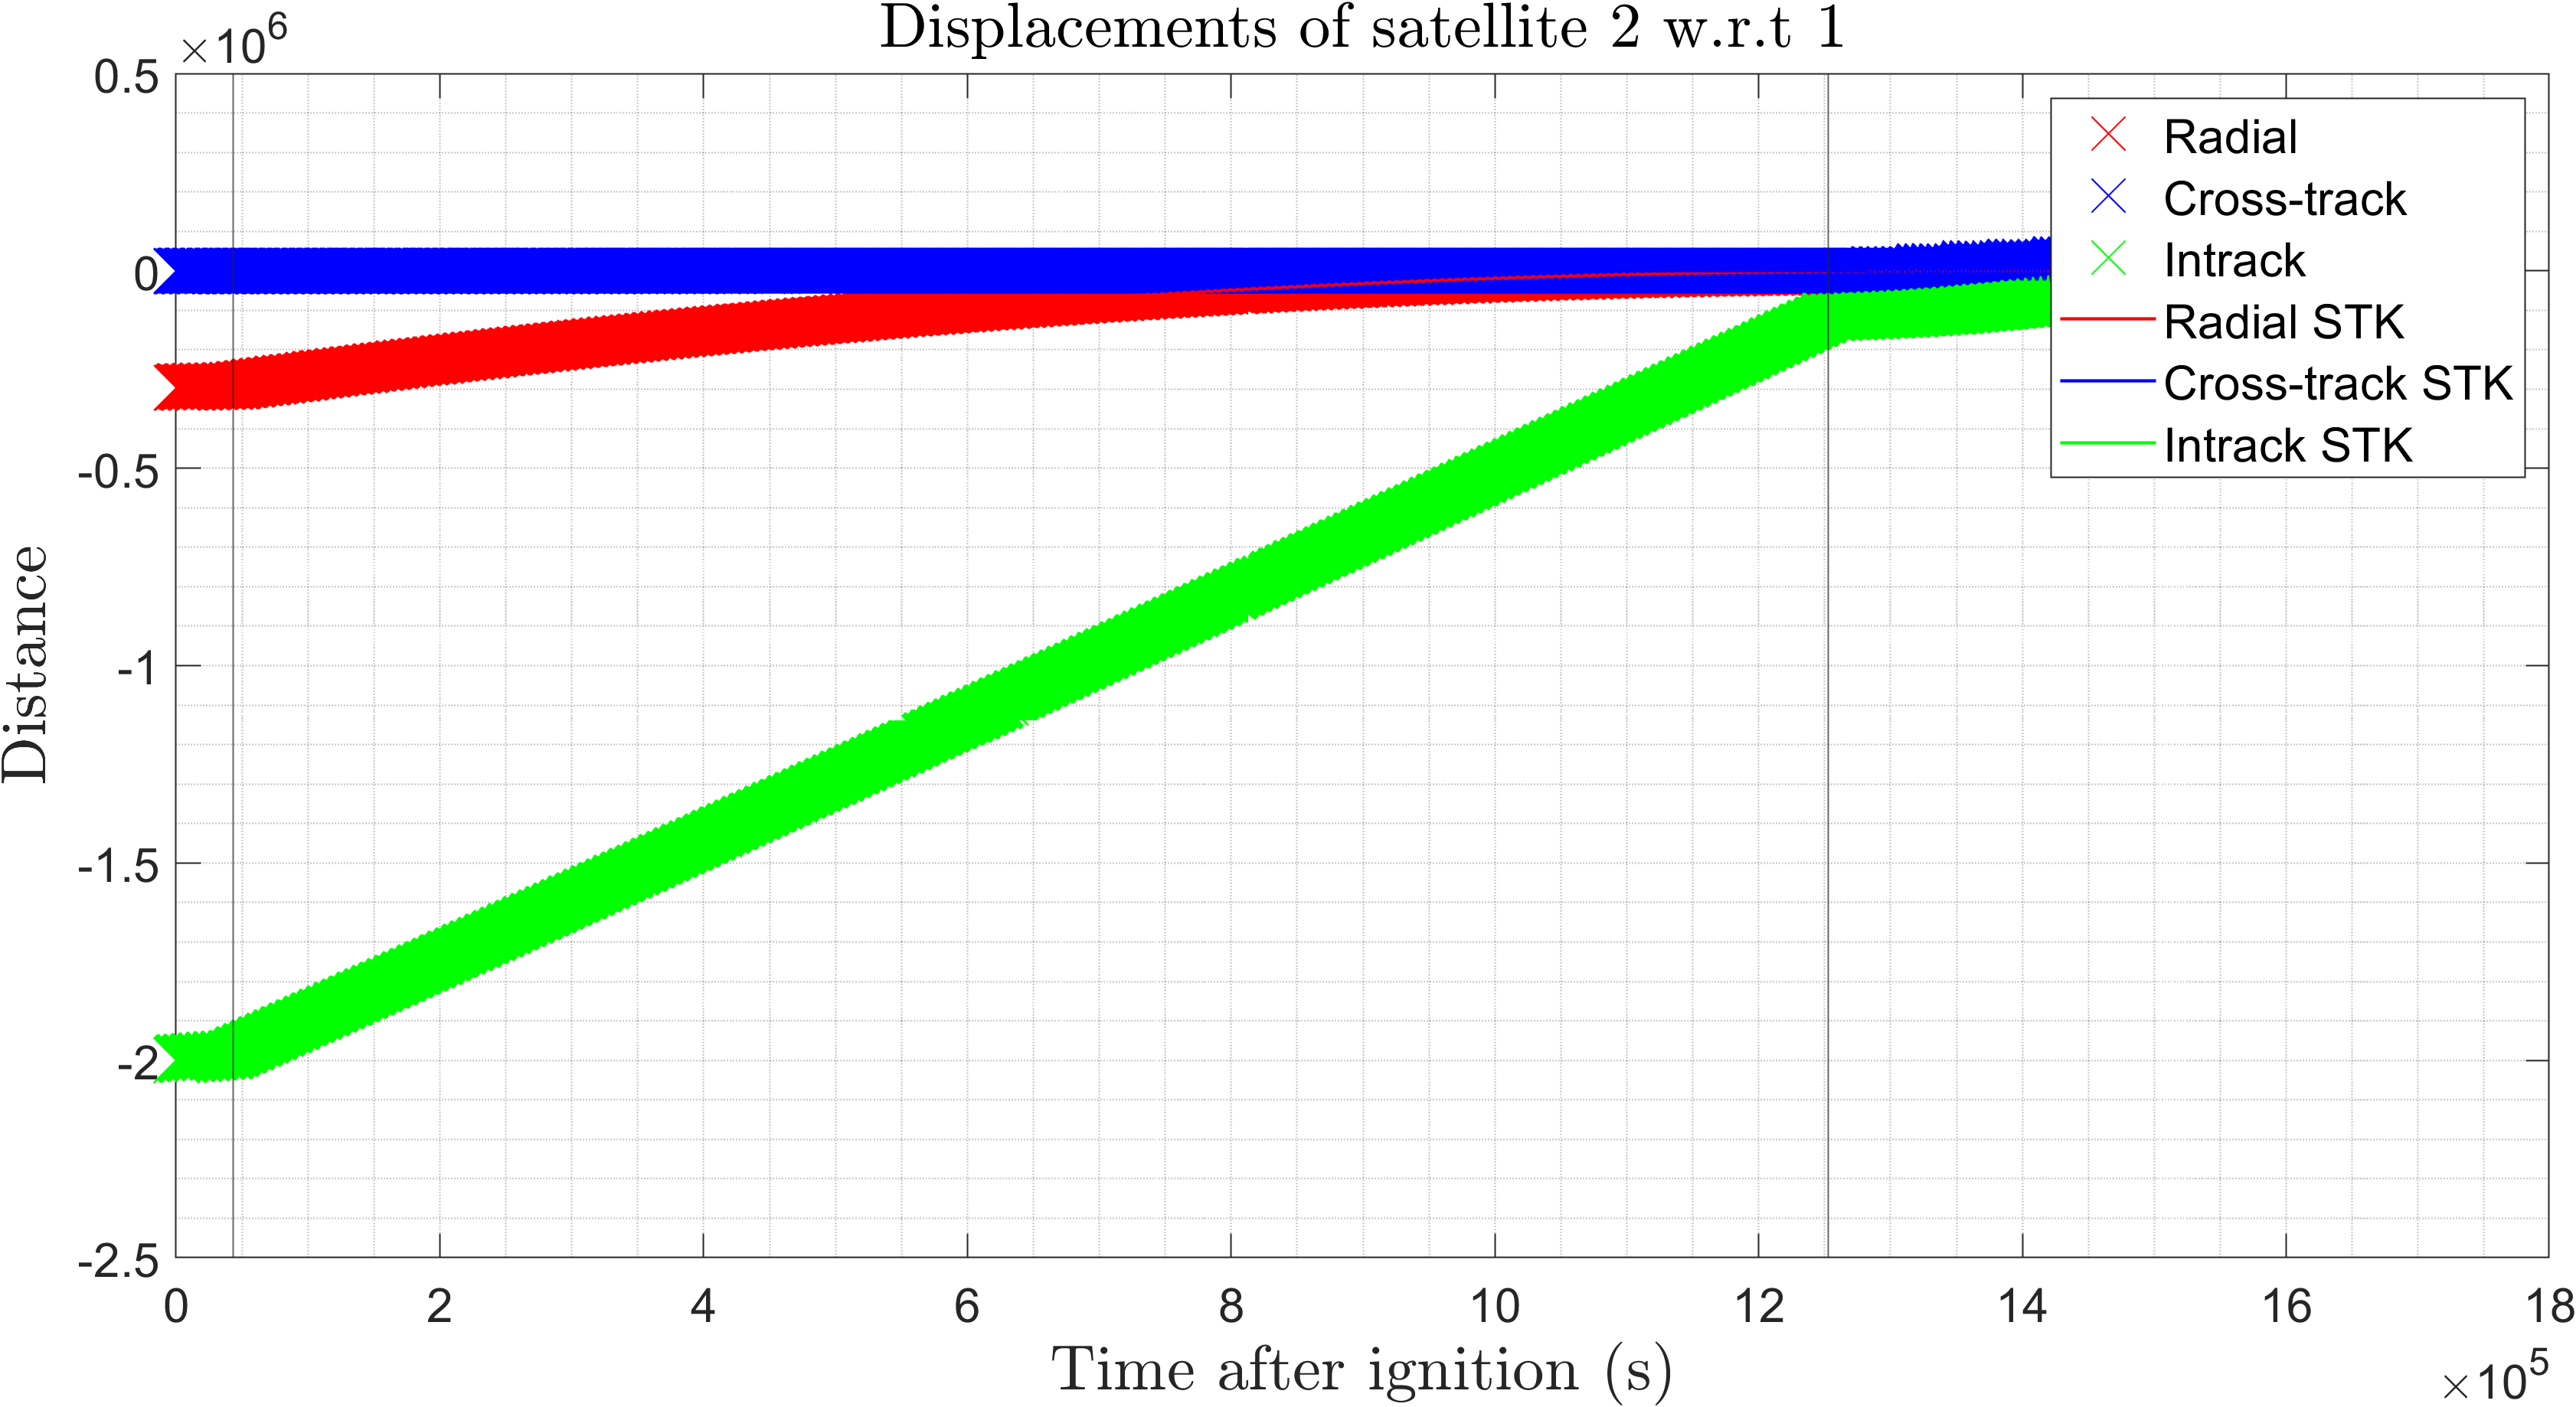 Displacements of satellite 2 w.r.t 1
×10^6
0.5
0
-0.5
-1
-1.5
-2
-2.5
Distance
Radial
Cross-track
Intrack
Radial STK
Cross-track STK
Intrack STK
0 2 4 6 8 10 12 14 16 18
Time after ignition (s)
×10^5